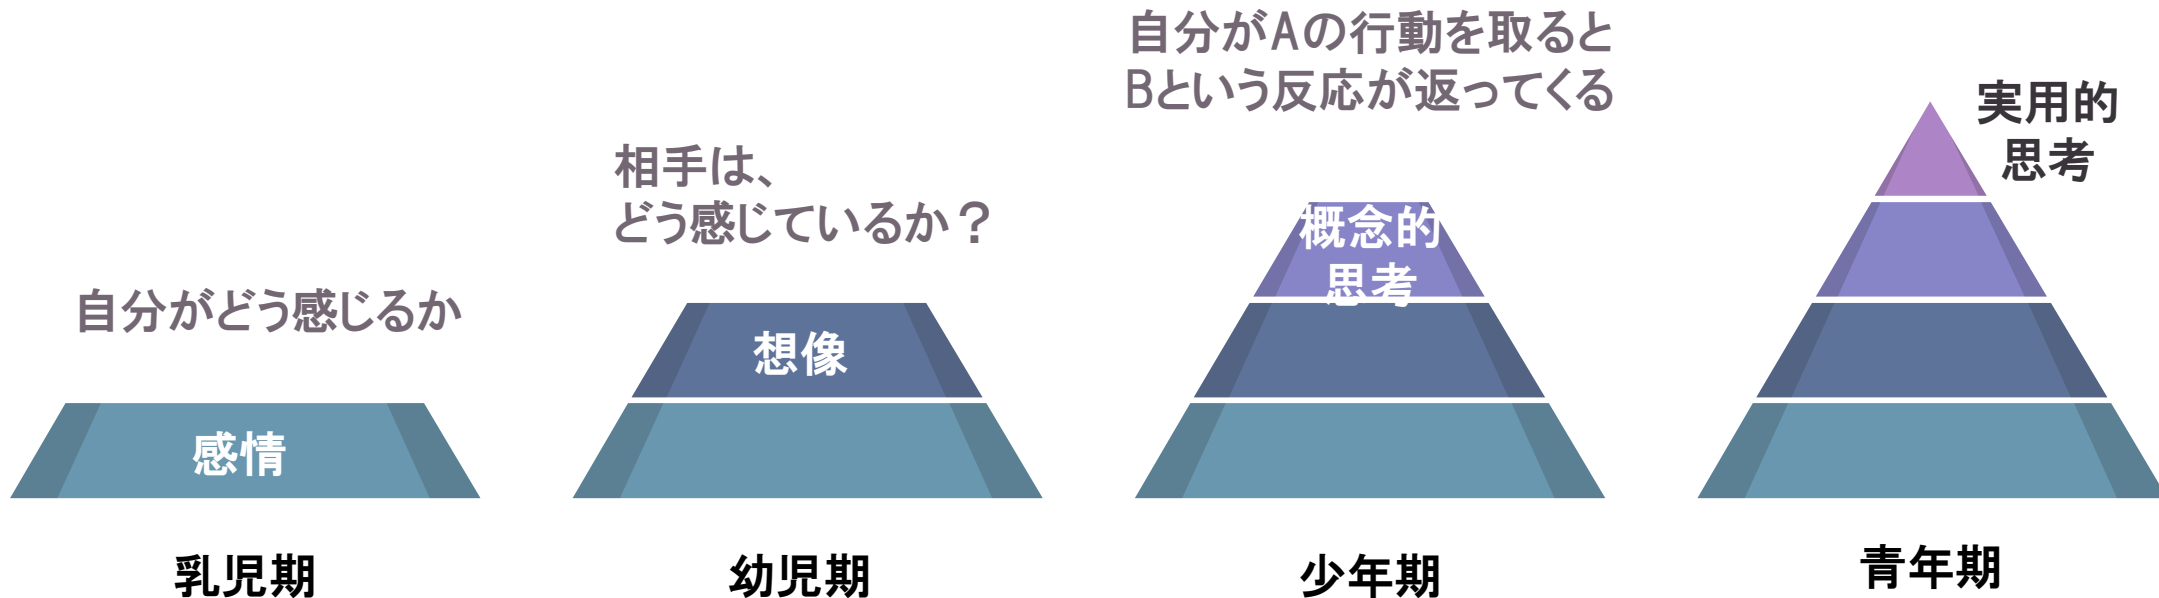 自分がどう感じるか
感情
乳児期
相手は、
どう感じているか？
想像
幼児期
自分がAの行動を取ると
Bという反応が返ってくる
概念的
思考
少年期
実用的
思考
青年期